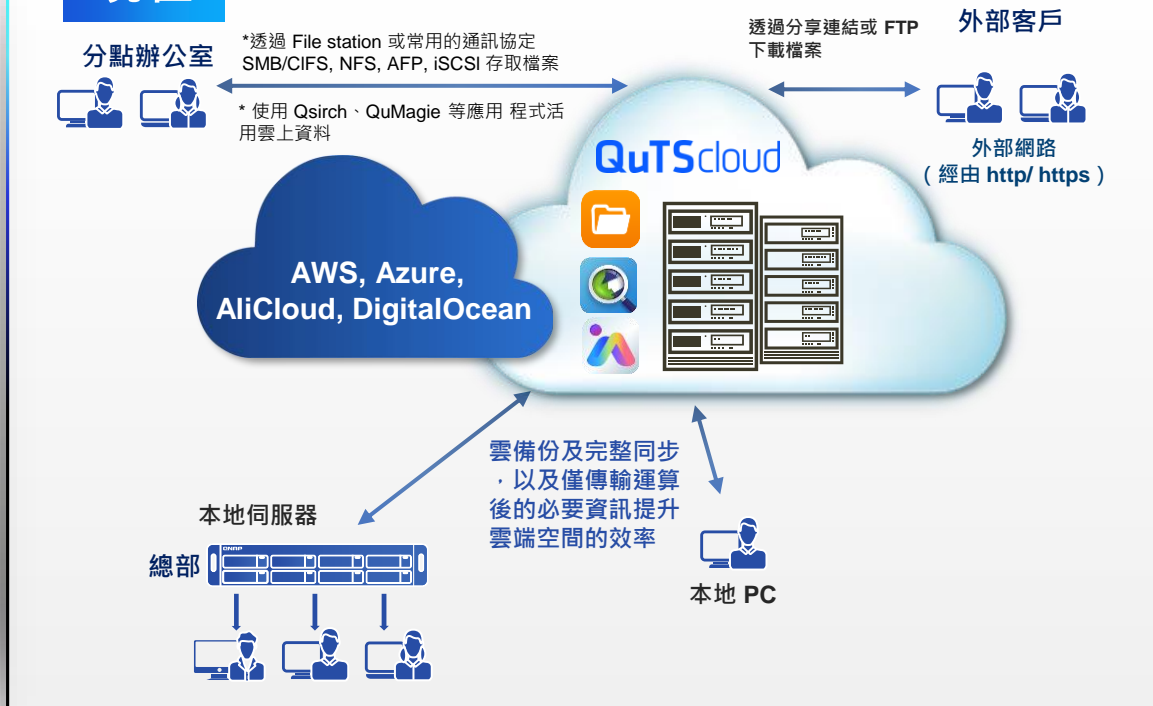 分點辦公室
*透過 File station 或常用的通訊協定
SMB/CIFS, NFS, AFP, iSCSI 存取檔案
* 使用 Qsirch、QuMagie 等應用 程式活
用雲上資料
透過分享連結或 FTP
下載檔案
外部客戶
外部網路
（經由 http/ https）
QuTScloud
AWS, Azure,
AliCloud, DigitalOcean
雲備份及完整同步
，以及僅傳輸運算
後的必要資訊提升
雲端空間的效率
本地伺服器
總部
QNAP
本地 PC